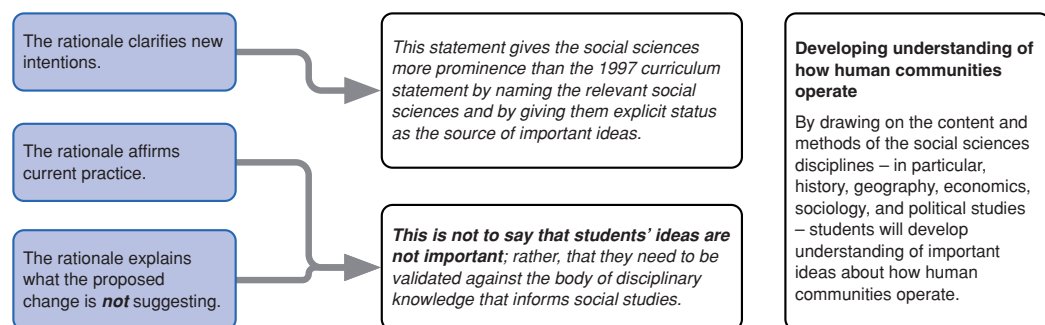 The rationale clarifies new
intentions.
The rationale affirms
current practice.
The rationale explains
what the proposed
change is not suggesting.
This statement gives the social sciences
more prominence than the 1997 curriculum
statement by naming the relevant social
sciences and by giving them explicit status
as the source of important ideas.
This is not to say that students’ ideas are
not important; rather, that they need to be
validated against the body of disciplinary
knowledge that informs social studies.
Developing understanding of
how human communities
operate
By drawing on the content and
methods of the social sciences
disciplines – in particular,
history, geography, economics,
sociology, and political studies
– students will develop
understanding of important
ideas about how human
communities operate.